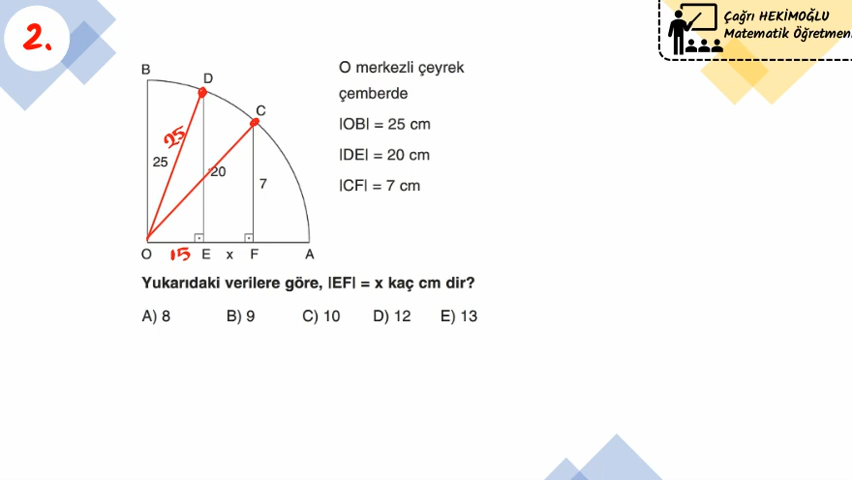 2.
Çağrı HEKİMOĞLU
Matematik Öğretmen
B
D
C
25
25
20
7
O
15
E
x
F
A
O merkezli çeyrek
çemberde
|OB| = 25 cm
|DE| = 20 cm
|CF| = 7 cm
Yukarıdaki verilere göre, |EF| = x kaç cm dir?
A) 8 B) 9 C) 10 D) 12 E) 13